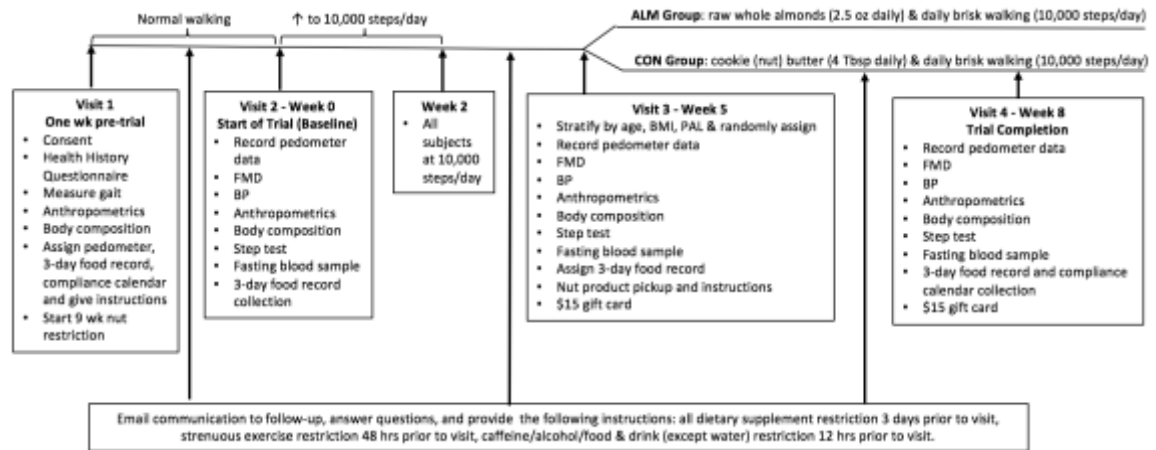 Normal walking
↑ to 10,000 steps/day
ALM Group: raw whole almonds (2.5 oz daily) & daily brisk walking (10,000 steps/day)
CON Group: cookie (nut) butter (4 Tbsp daily) & daily brisk walking (10,000 steps/day)
Visit 1
One wk pre-trial
• Consent
• Health History
Questionnaire
• Measure gait
• Anthropometrics
• Body composition
• Assign pedometer,
3-day food record,
compliance calendar
and give instructions
• Start 9 wk nut
restriction
Visit 2 - Week 0
Start of Trial (Baseline)
• Record pedometer
data
• FMD
• BP
• Anthropometrics
• Body composition
• Step test
• Fasting blood sample
• 3-day food record
collection
Week 2
• All
subjects
at 10,000
steps/day
Visit 3 - Week 5
• Stratify by age, BMI, PAL & randomly assign
• Record pedometer data
• FMD
• BP
• Anthropometrics
• Body composition
• Step test
• Fasting blood sample
• Assign 3-day food record
• Nut product pickup and instructions
• $15 gift card
Visit 4 - Week 8
Trial Completion
• Record pedometer data
• FMD
• BP
• Anthropometrics
• Body composition
• Step test
• Fasting blood sample
• 3-day food record and compliance
calendar collection
• $15 gift card
Email communication to follow-up, answer questions, and provide the following instructions: all dietary supplement restriction 3 days prior to visit,
strenuous exercise restriction 48 hrs prior to visit, caffeine/alcohol/food & drink (except water) restriction 12 hrs prior to visit.